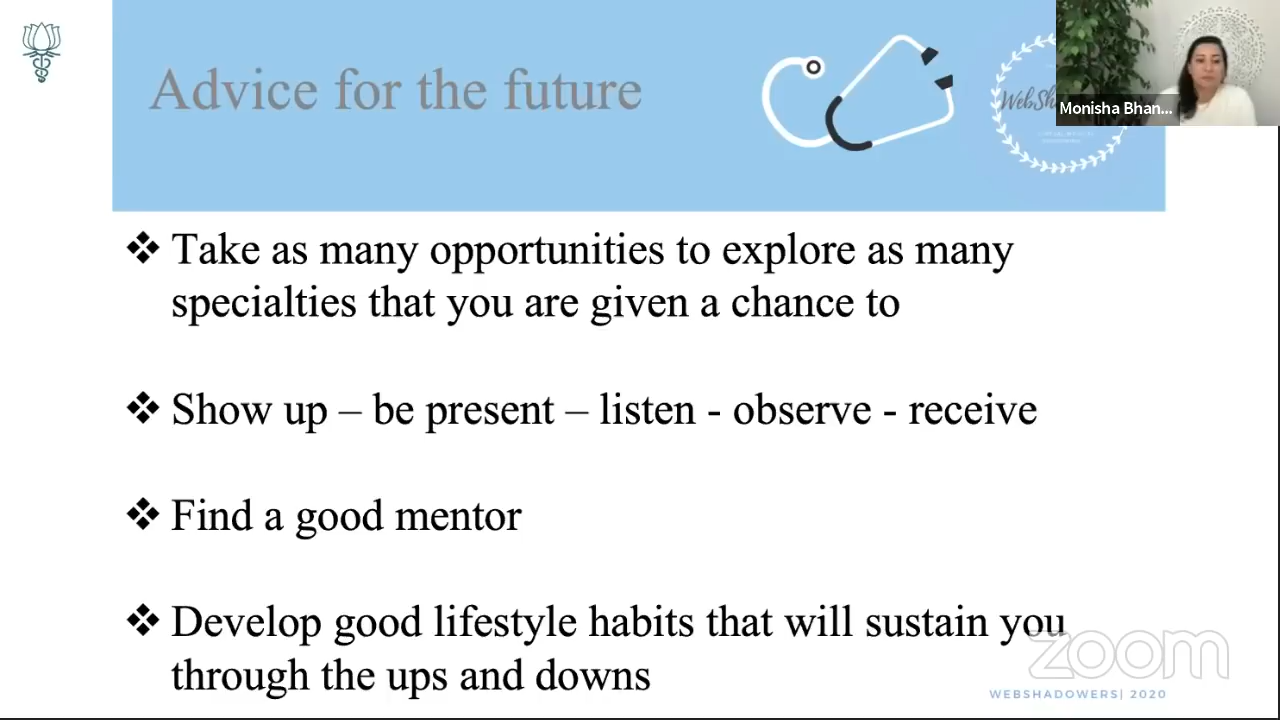 Advice for the future
Monisha Bhan...
❖ Take as many opportunities to explore as many
specialties that you are given a chance to
❖ Show up – be present – listen - observe - receive
❖ Find a good mentor
❖ Develop good lifestyle habits that will sustain you
through the ups and downs
zoom
WEBSHADOWERS| 2020